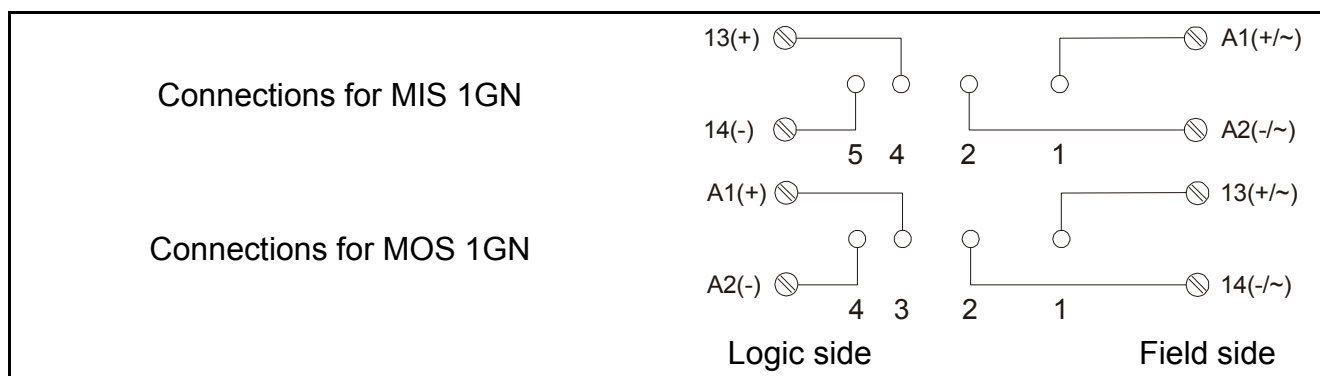 13(+) A1(+/~)
Connections for MIS 1GN
14(-) A2(-/~)
5 4 2 1
A1(+) 13(+/~)
Connections for MOS 1GN
A2(-) 14(-/~)
4 3 2 1
Logic side Field side